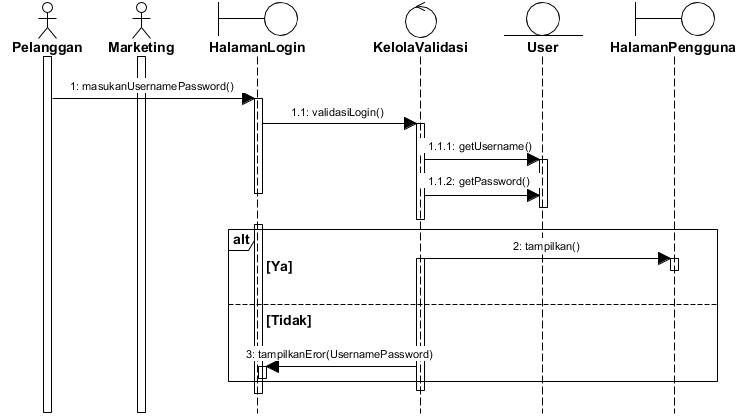 Pelanggan
Marketing
HalamanLogin
KelolaValidasi
User
HalamanPengguna
1: masukanUsernamePassword()
1.1: validasiLogin()
1.1.1: getUsername()
1.1.2: getPassword()
alt
2: tampilkan()
[Ya]
[Tidak]
3: tampilkanEror(UsernamePassword)